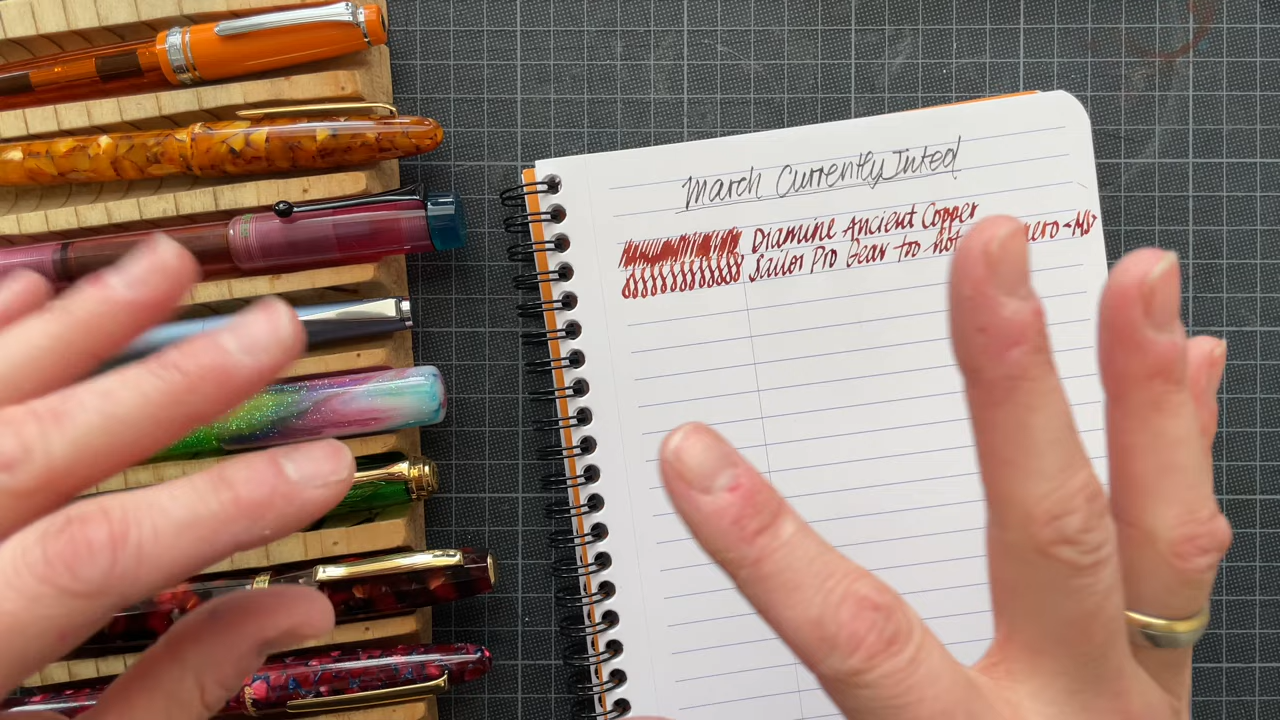 March Currently Inked
Diamine Ancient Copper
Sailor Pro Gear too hot